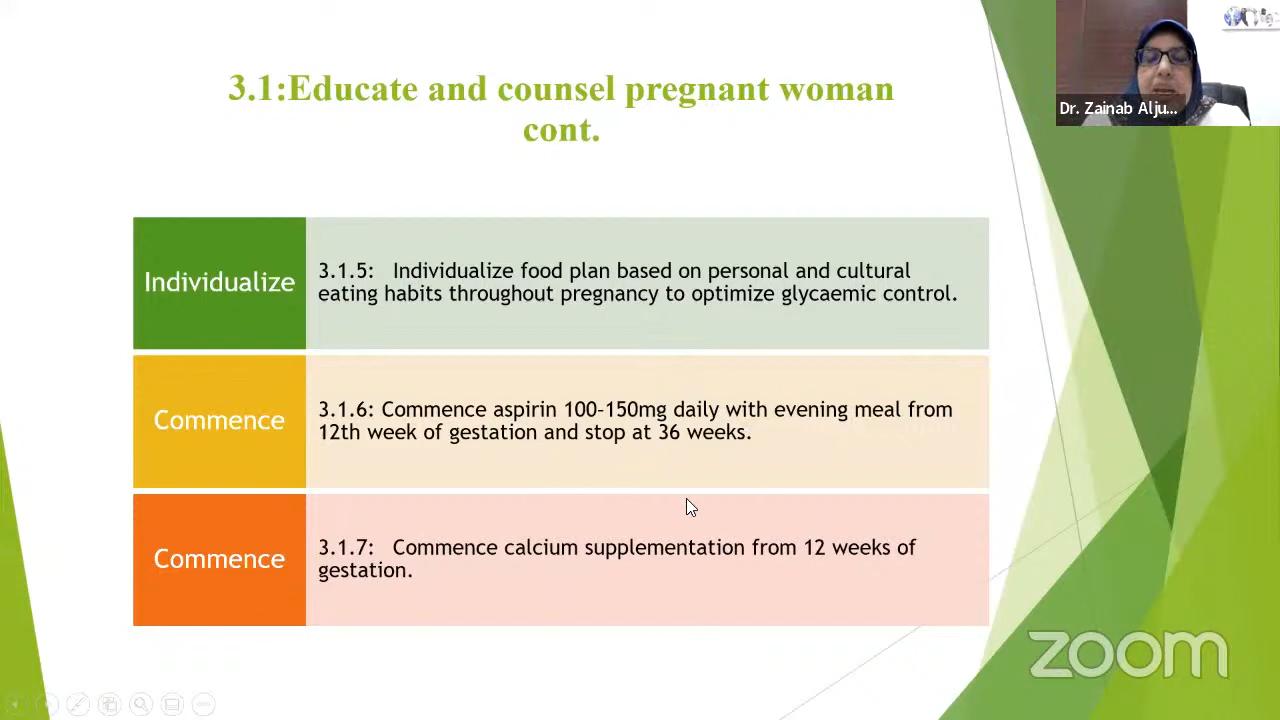 3.1:Educate and counsel pregnant woman
cont.
Dr. Zainab Alju...
Individualize
3.1.5: Individualize food plan based on personal and cultural
eating habits throughout pregnancy to optimize glycaemic control.
Commence
3.1.6: Commence aspirin 100-150mg daily with evening meal from
12th week of gestation and stop at 36 weeks.
Commence
3.1.7: Commence calcium supplementation from 12 weeks of
gestation.
zoom